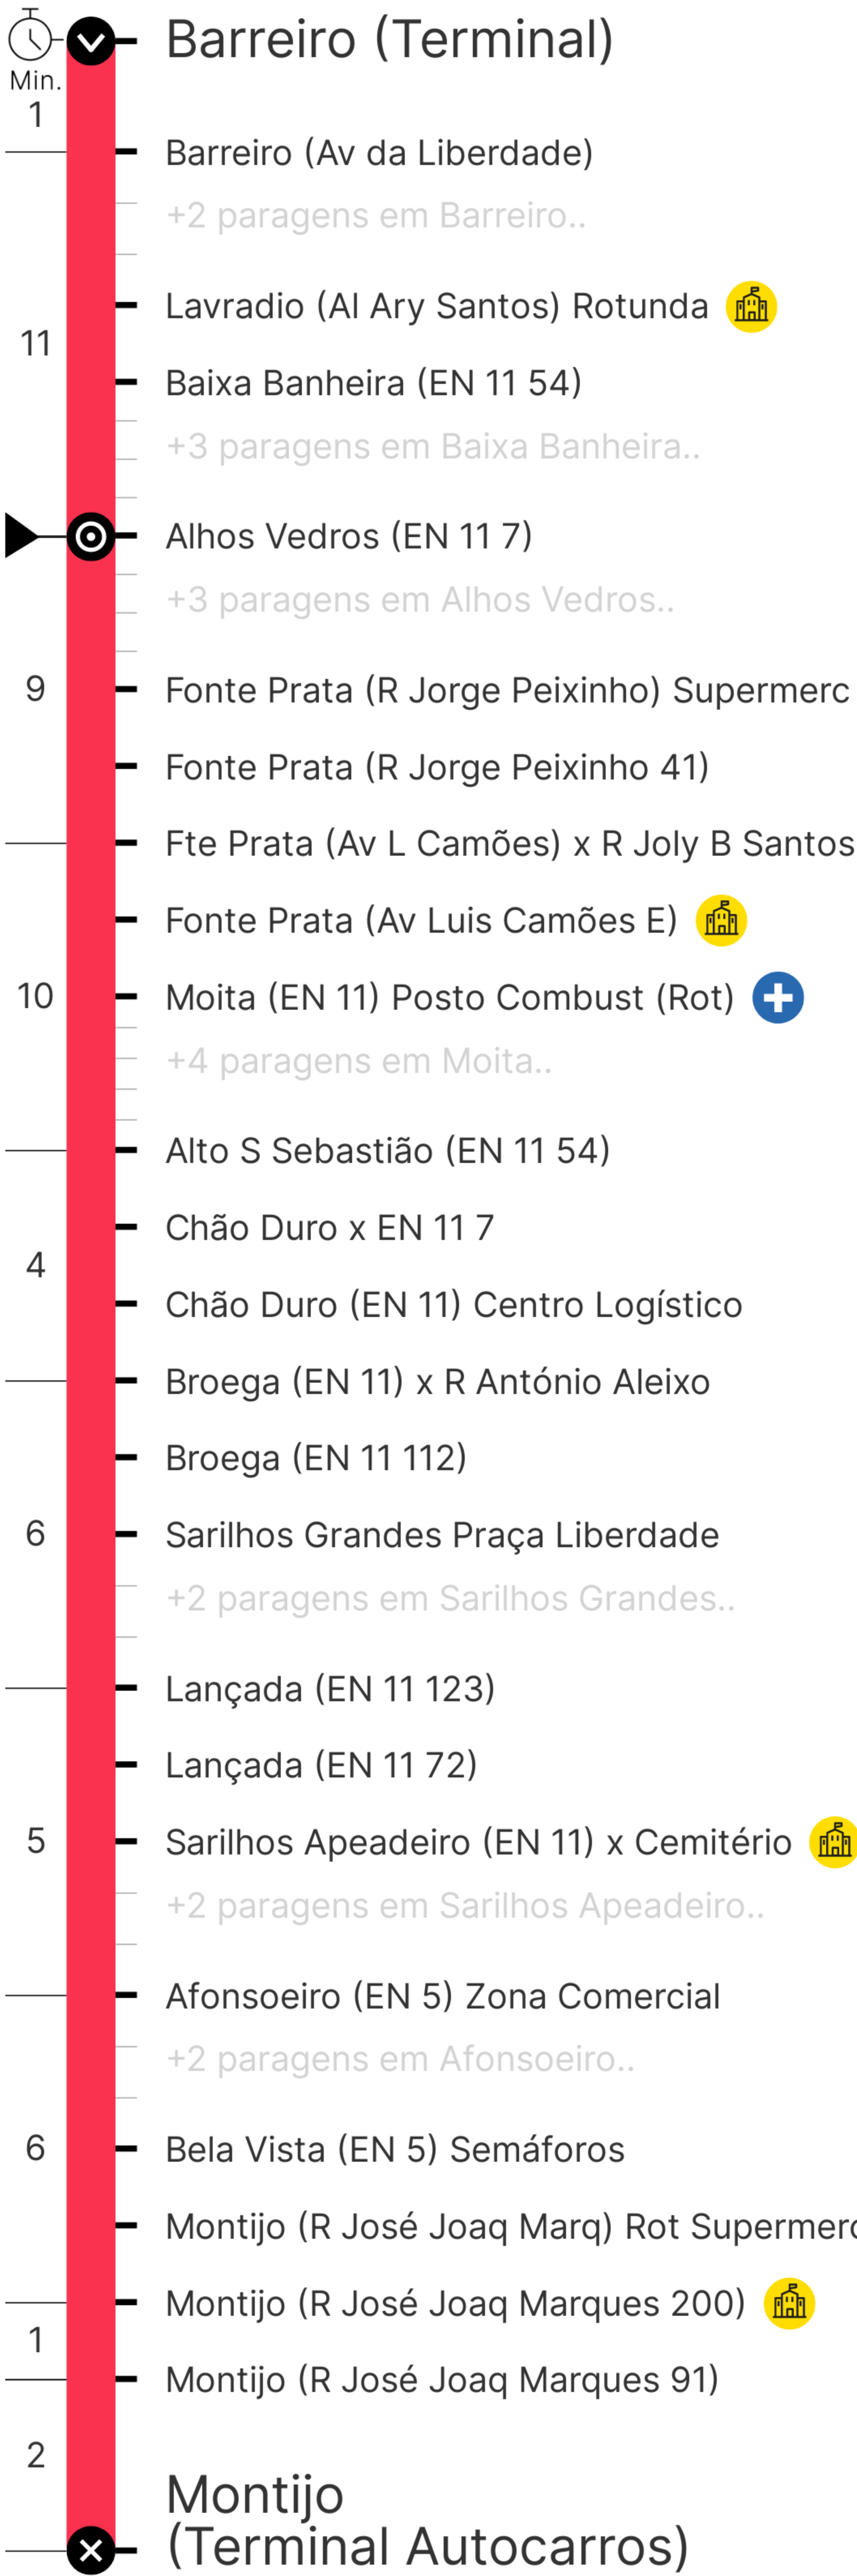 Barreiro (Terminal)
Min.
1
Barreiro (Av da Liberdade)
+2 paragens em Barreiro..
Lavradio (Al Ary Santos) Rotunda
11
Baixa Banheira (EN 11 54)
+3 paragens em Baixa Banheira..
Alhos Vedros (EN 11 7)
+3 paragens em Alhos Vedros..
9
Fonte Prata (R Jorge Peixinho) Supermerc
Fonte Prata (R Jorge Peixinho 41)
Fte Prata (Av L Camões) x R Joly B Santos
Fonte Prata (Av Luis Camões E)
10
Moita (EN 11) Posto Combust (Rot)
+4 paragens em Moita..
Alto S Sebastião (EN 11 54)
Chão Duro x EN 11 7
4
Chão Duro (EN 11) Centro Logístico
Broega (EN 11) x R António Aleixo
Broega (EN 11 112)
6
Sarilhos Grandes Praça Liberdade
+2 paragens em Sarilhos Grandes..
Lançada (EN 11 123)
Lançada (EN 11 72)
5
Sarilhos Apeadeiro (EN 11) x Cemitério
+2 paragens em Sarilhos Apeadeiro..
Afonsoeiro (EN 5) Zona Comercial
+2 paragens em Afonsoeiro..
6
Bela Vista (EN 5) Semáforos
Montijo (R José Joaq Marq) Rot Supermerc
Montijo (R José Joaq Marques 200)
1
Montijo (R José Joaq Marques 91)
2
Montijo
(Terminal Autocarros)